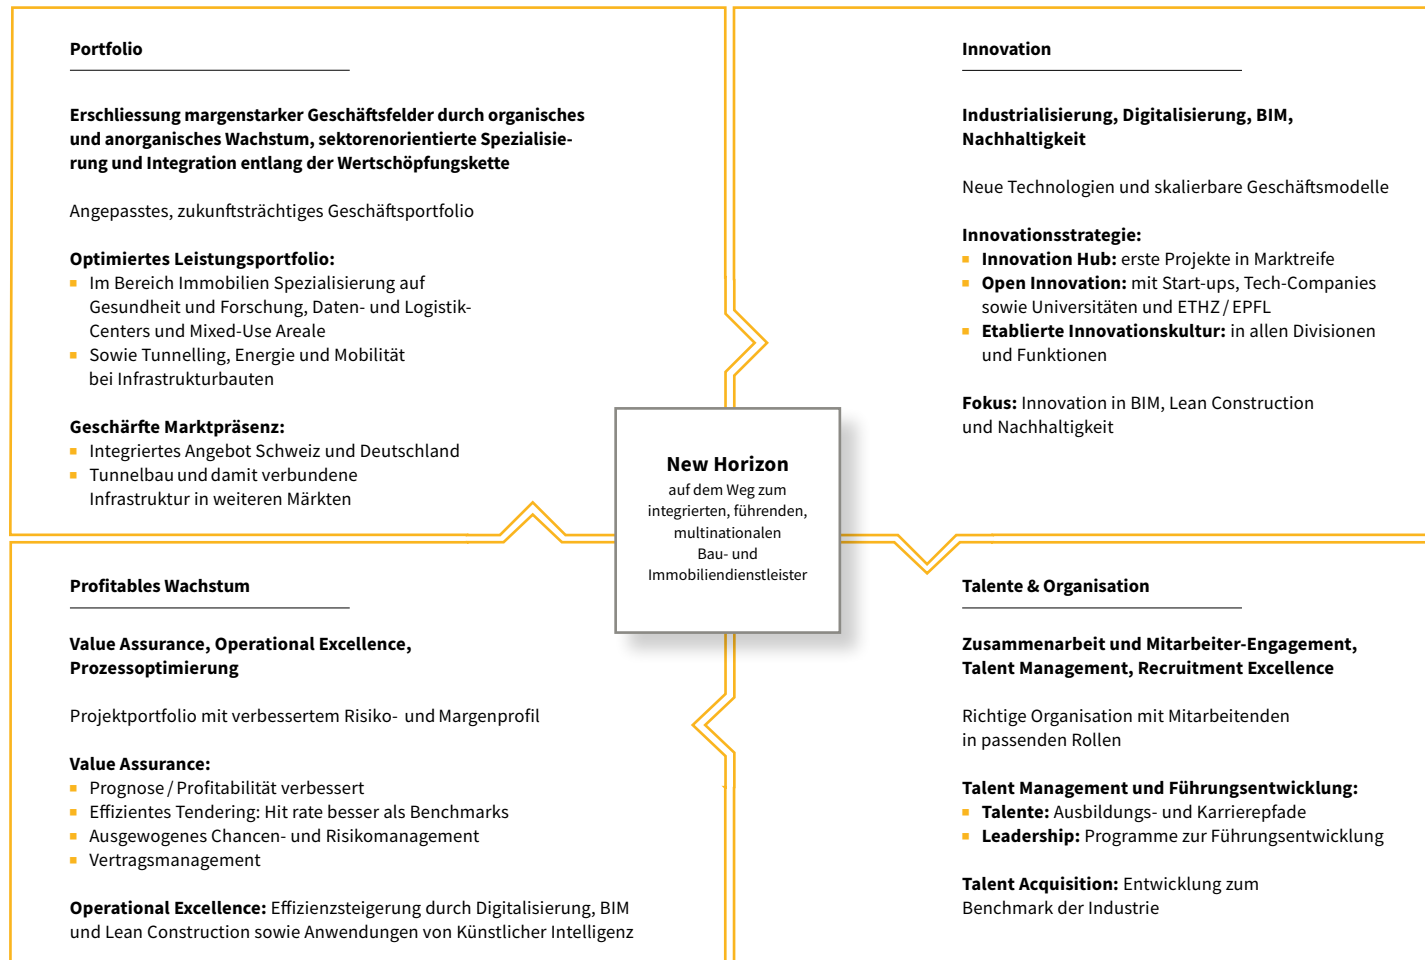 Portfolio
Erschliessung margenstarker Geschäftsfelder durch organisches
und anorganisches Wachstum, sektorenorientierte Spezialisie-
rung und Integration entlang der Wertschöpfungskette
Angepasstes, zukunftsträchtiges Geschäftsportfolio
Optimiertes Leistungsportfolio:
Im Bereich Immobilien Spezialisierung auf
Gesundheit und Forschung, Daten- und Logistik-
Centers und Mixed-Use Areale
Sowie Tunnelling, Energie und Mobilität
bei Infrastrukturbauten
Geschärfte Marktpräsenz:
Integriertes Angebot Schweiz und Deutschland
Tunnelbau und damit verbundene
Infrastruktur in weiteren Märkten
Innovation
Industrialisierung, Digitalisierung, BIM,
Nachhaltigkeit
Neue Technologien und skalierbare Geschäftsmodelle
Innovationsstrategie:
Innovation Hub: erste Projekte in Marktreife
Open Innovation: mit Start-ups, Tech-Companies
sowie Universitäten und ETHZ / EPFL
Etablierte Innovationskultur: in allen Divisionen
und Funktionen
Fokus: Innovation in BIM, Lean Construction
und Nachhaltigkeit
New Horizon
auf dem Weg zum
integrierten, führenden,
multinationalen
Bau- und
Immobiliendienstleister
Profitables Wachstum
Value Assurance, Operational Excellence,
Prozessoptimierung
Projektportfolio mit verbessertem Risiko- und Margenprofil
Value Assurance:
Prognose / Profitabilität verbessert
Effizientes Tendering: Hit rate besser als Benchmarks
Ausgewogenes Chancen- und Risikomanagement
Vertragsmanagement
Operational Excellence: Effizienzsteigerung durch Digitalisierung, BIM
und Lean Construction sowie Anwendungen von Künstlicher Intelligenz
Talente & Organisation
Zusammenarbeit und Mitarbeiter-Engagement,
Talent Management, Recruitment Excellence
Richtige Organisation mit Mitarbeitenden
in passenden Rollen
Talent Management und Führungsentwicklung:
Talente: Ausbildungs- und Karrierepfade
Leadership: Programme zur Führungsentwicklung
Talent Acquisition: Entwicklung zum
Benchmark der Industrie